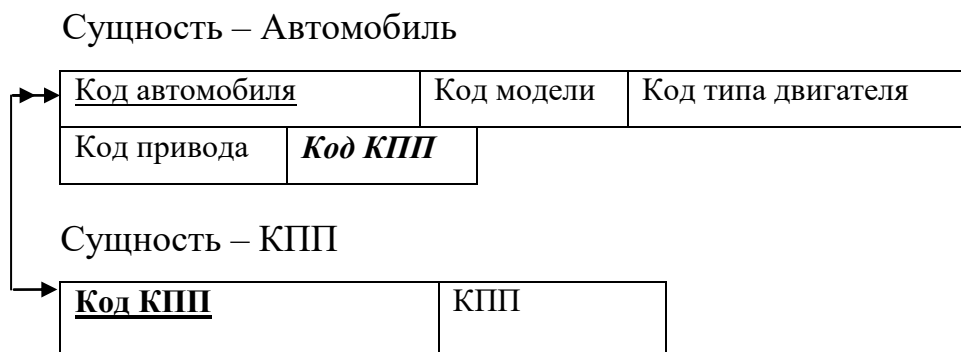 Сущность – Автомобиль
Код автомобиля Код модели Код типа двигателя
Код привода Код КПП
Сущность – КПП
Код КПП КПП